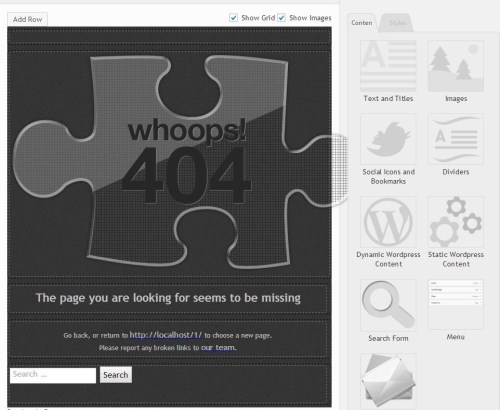 Add Row
Show Grid Show Images
Conten Styles
whoops!
404
Text and Titles Images
Social Icons and Dividers
Bookmarks
Dynamic Wordpress Static Wordpress
Content Content
The page you are looking for seems to be missing
Go back, or return to http://localhost/1/ to choose a new page.
Please report any broken links to our team.
Search Form Menu
Search ... Search